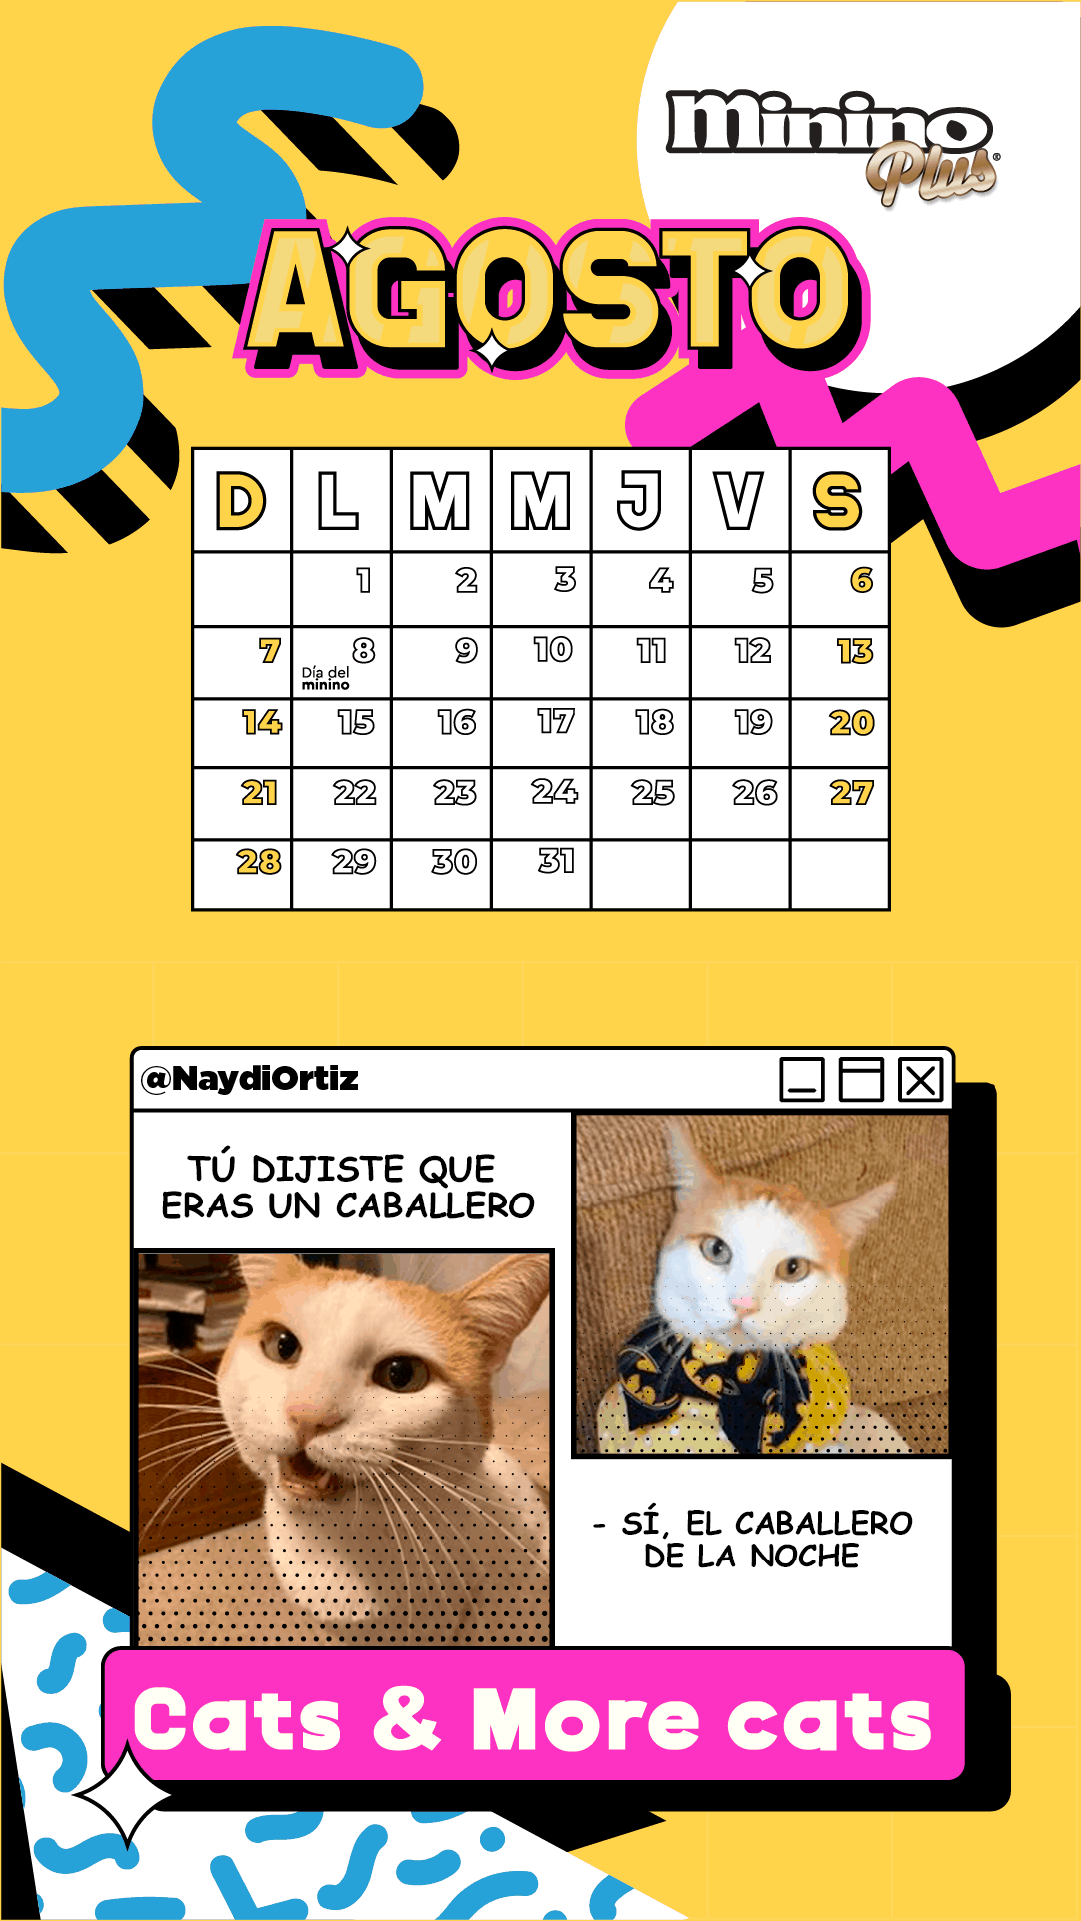 Minino
Plus®
AGOSTO
D L M M J V S
1 2 3 4 5 6
7 8 9 10 11 12 13
Día del
minino
14 15 16 17 18 19 20
21 22 23 24 25 26 27
28 29 30 31
@NaydiOrtiz
TÚ DIJISTE QUE
ERAS UN CABALLERO
- SÍ, EL CABALLERO
DE LA NOCHE
Cats & More cats